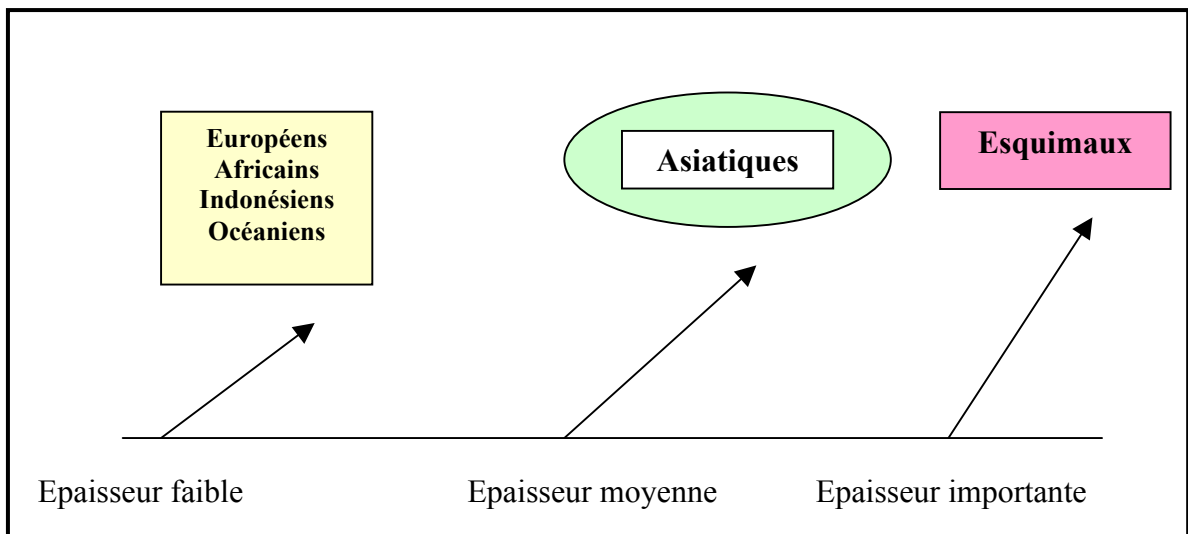 Européens
Africains
Indonésiens
Océaniens
Asiatiques
Esquimaux
Epaisseur faible
Epaisseur moyenne
Epaisseur importante